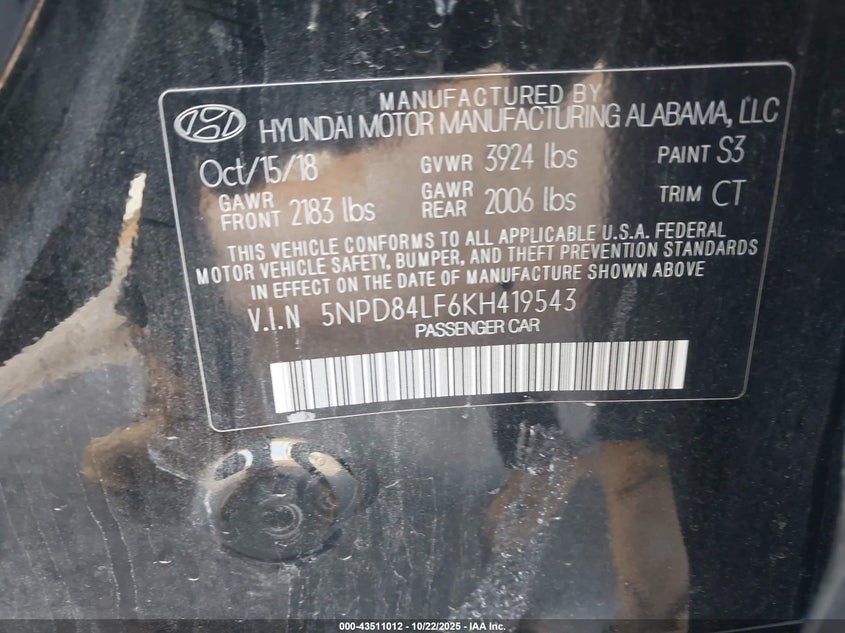 MANUFACTURED BY
HYUNDAI MOTOR MANUFACTURING ALABAMA, LLC
Oct/15/18 GVWR 3924 lbs PAINT S3
GAWR FRONT 2183 lbs GAWR REAR 2006 lbs TRIM CT
THIS VEHICLE CONFORMS TO ALL APPLICABLE U.S.A. FEDERAL
MOTOR VEHICLE SAFETY, BUMPER, AND THEFT PREVENTION STANDARDS
IN EFFECT ON THE DATE OF MANUFACTURE SHOWN ABOVE
V.I.N 5NPD84LF6KH419543
PASSENGER CAR
000-43511012 - 10/22/2025 - IAA Inc.